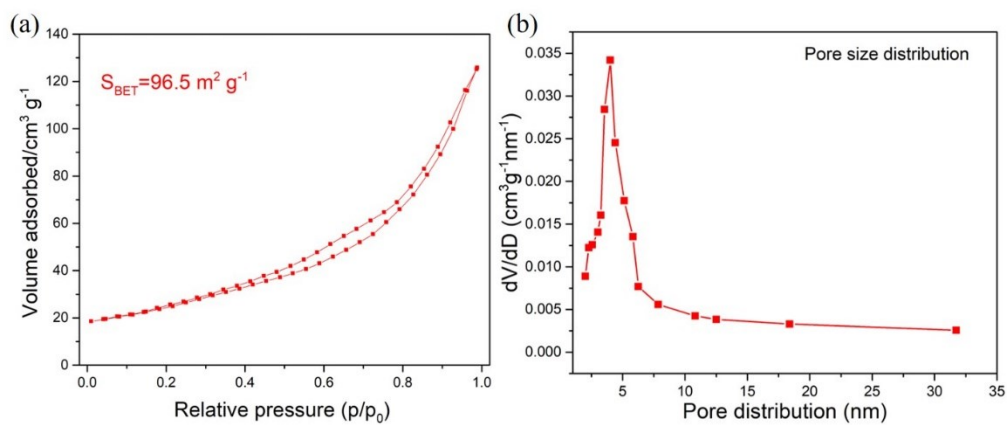 (a)
S_BET=96.5 m² g⁻¹
Volume adsorbed/cm³ g⁻¹
140
120
100
80
60
40
20
0
0.0 0.2 0.4 0.6 0.8 1.0
Relative pressure (p/p₀)
(b)
Pore size distribution
dV/dD (cm³g⁻¹nm⁻¹)
0.035
0.030
0.025
0.020
0.015
0.010
0.005
0.000
5 10 15 20 25 30 35
Pore distribution (nm)